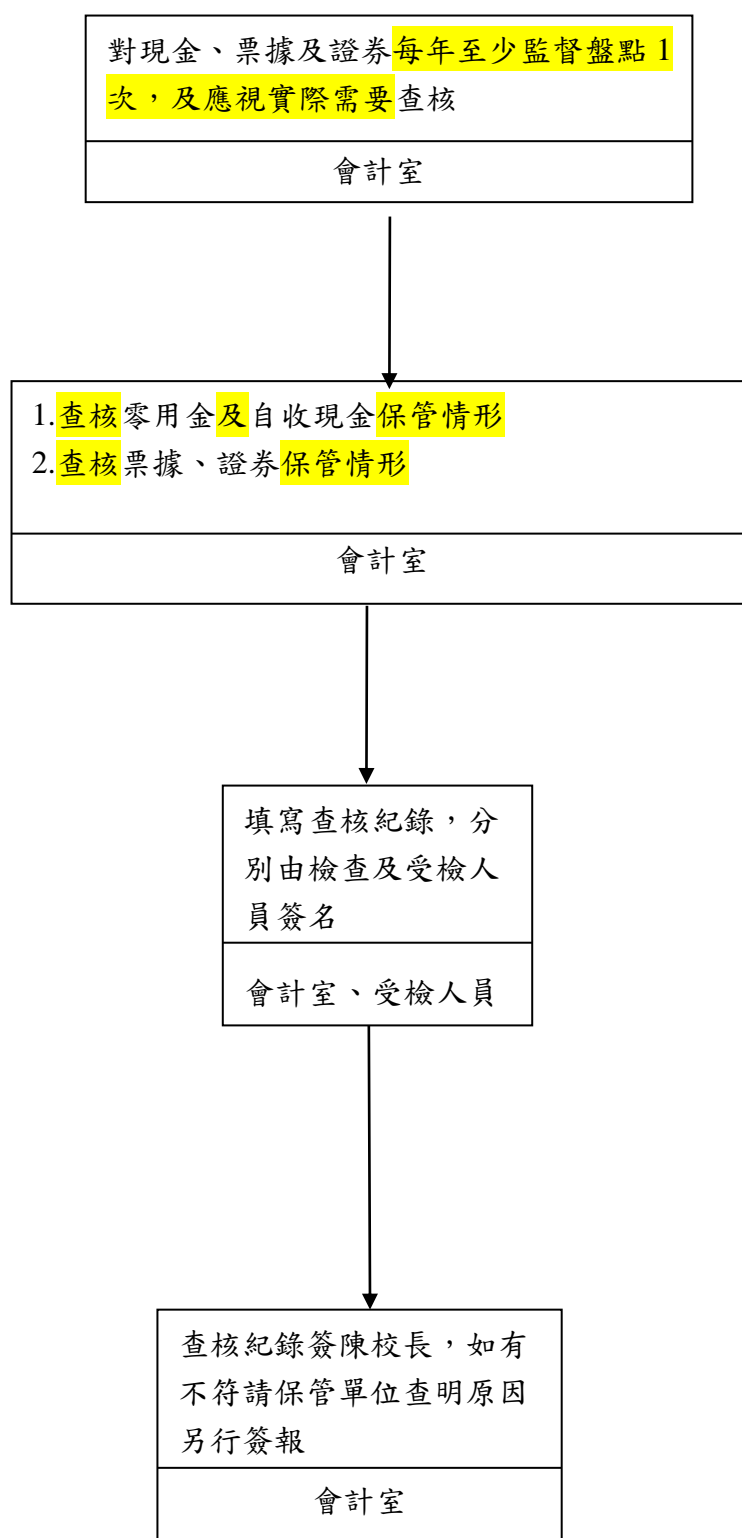 對現金、票據及證券每年至少監督盤點 1
次，及應視實際需要查核
會計室
1.查核零用金及自收現金保管情形
2.查核票據、證券保管情形
會計室
填寫查核紀錄，分
別由檢查及受檢人
員簽名
會計室、受檢人員
查核紀錄簽陳校長，如有
不符請保管單位查明原因
另行簽報
會計室